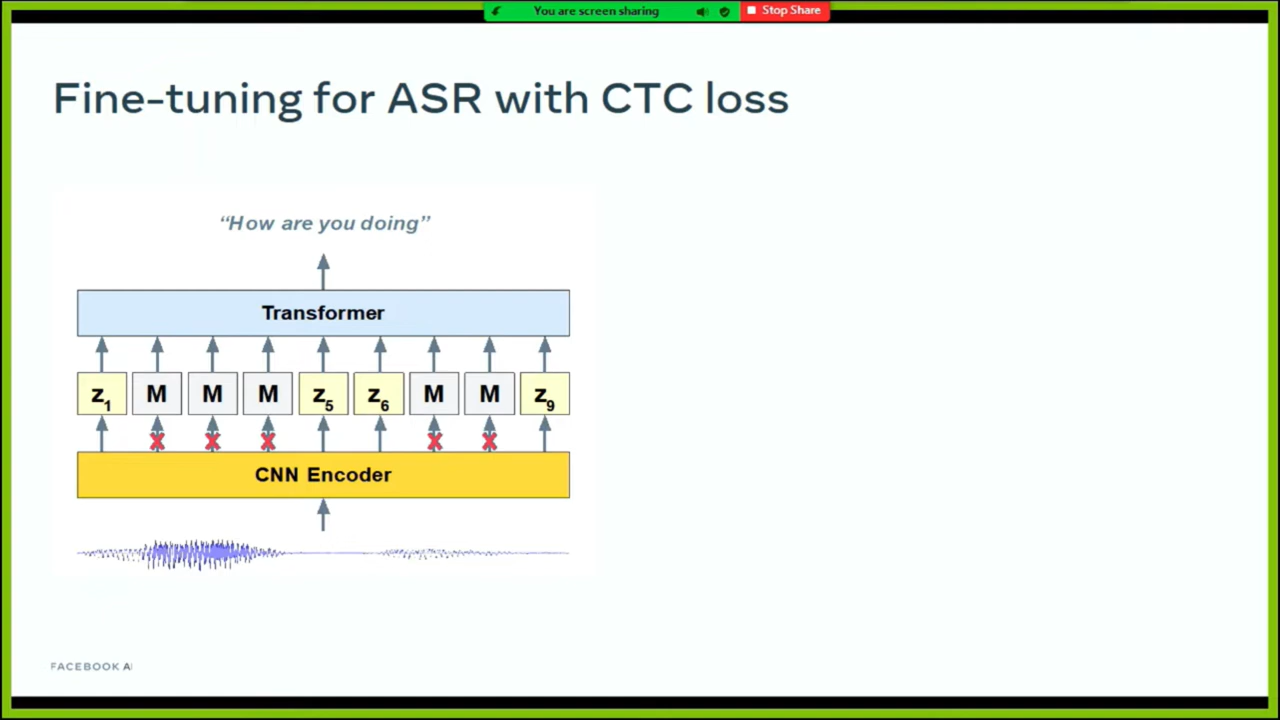 You are screen sharing Stop Share
Fine-tuning for ASR with CTC loss
“How are you doing”
Transformer
z1 M M M z5 z6 M M z9
CNN Encoder
FACEBOOK AI